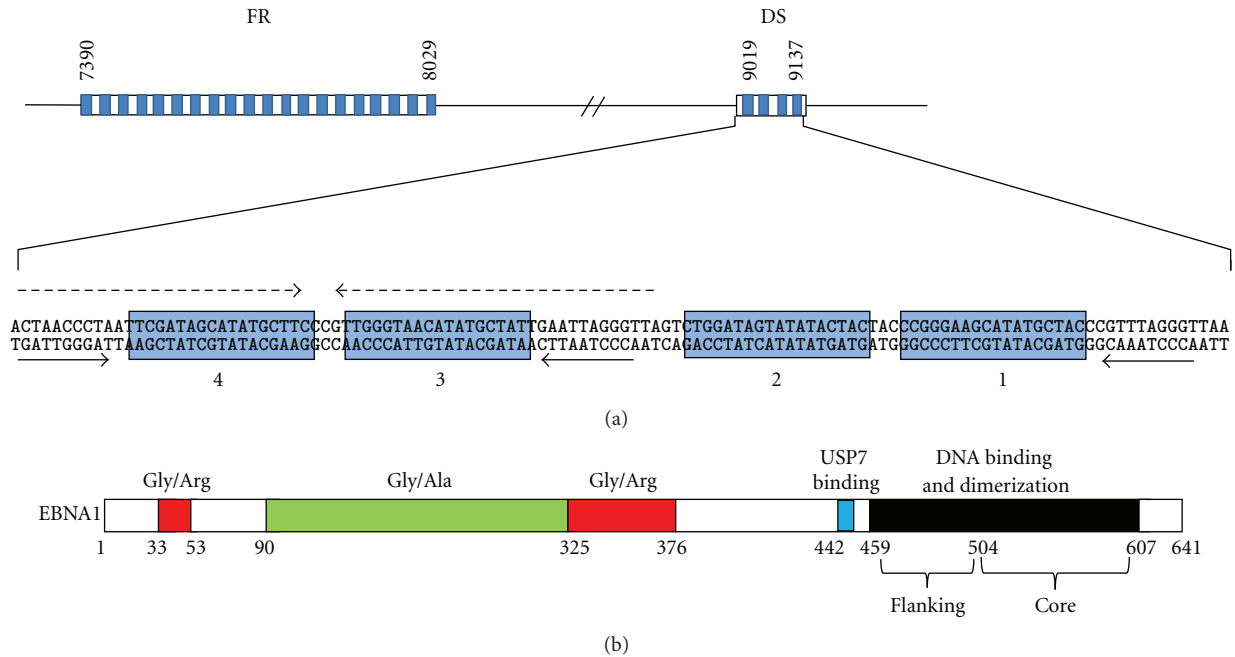 FR
DS
7390
8029
9019
9137
ACTAACCCTAATTCGATAGCATATGCTTCCCGTTGGGTAACATATGCTATTGAATTAGGGTTAGTCTGGATAGTATATACTACTACCCGGGAAGCATATGCTACCCGTTTAGGGTTAA
TGATTGGGATTAAGCTATCGTATACGAAGGCCAACCCATTGTATACGATAACTTAATCCCAATCAGACCTATCATATATGATGATGGGCCCTTCGTATACGATGGGCAAATCCCAATT
4
3
2
1
(a)
Gly/Arg
Gly/Ala
Gly/Arg
USP7 binding
DNA binding and dimerization
EBNA1
1
33
53
90
325
376
442
459
504
607
641
Flanking
Core
(b)